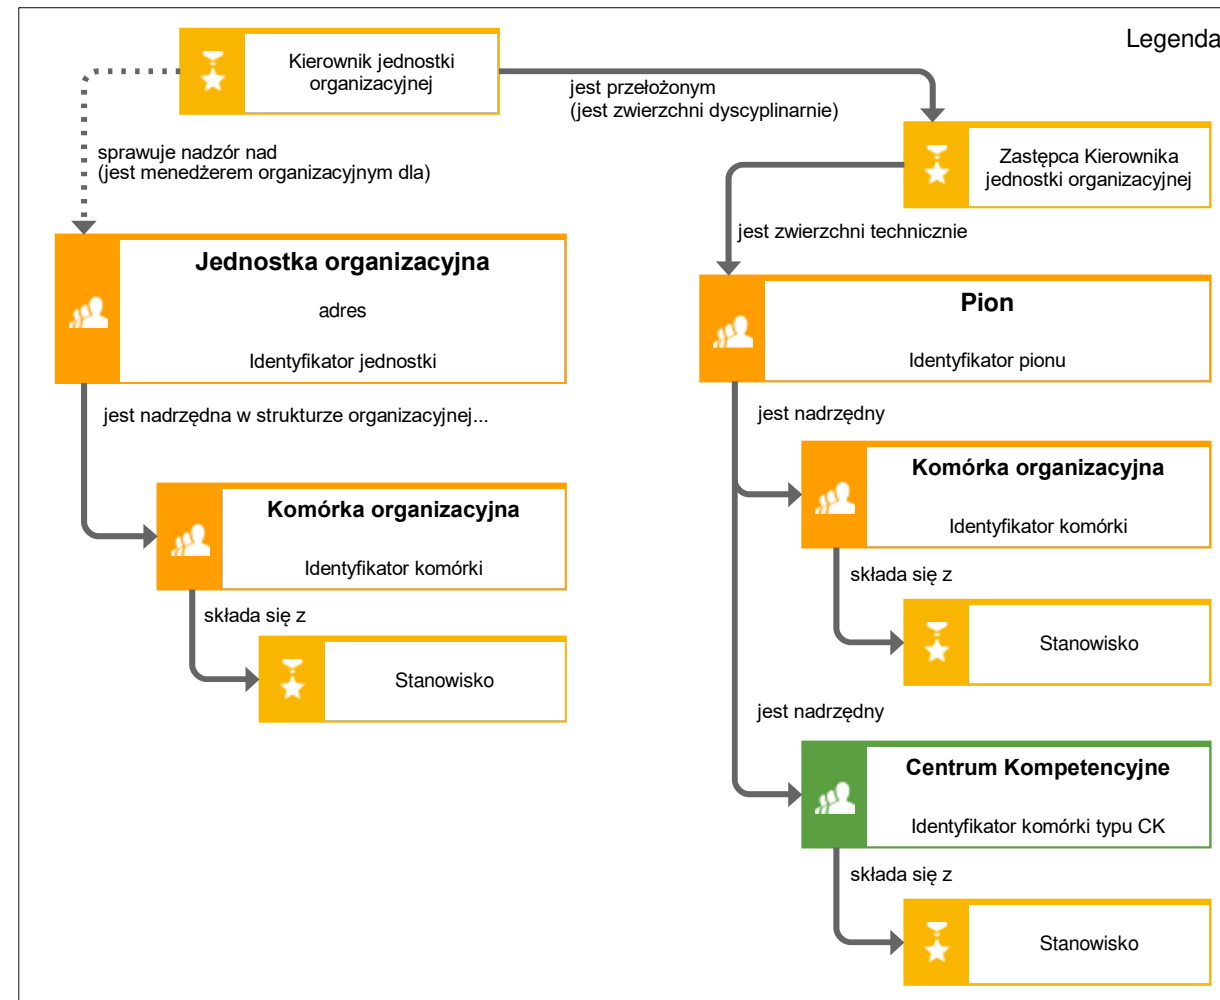 Legenda
Kierownik jednostki
organizacyjnej
jest przełożonym
(jest zwierzchni dyscyplinarnie)
sprawuje nadzór nad
(jest menedżerem organizacyjnym dla)
Zastępca Kierownika
jednostki organizacyjnej
jest zwierzchni technicznie
Jednostka organizacyjna
adres
Identyfikator jednostki
Pion
Identyfikator pionu
jest nadrzędna w strukturze organizacyjnej...
jest nadrzędny
Komórka organizacyjna
Identyfikator komórki
Komórka organizacyjna
Identyfikator komórki
składa się z
Stanowisko
składa się z
Stanowisko
jest nadrzędny
Centrum Kompetencyjne
Identyfikator komórki typu CK
składa się z
Stanowisko